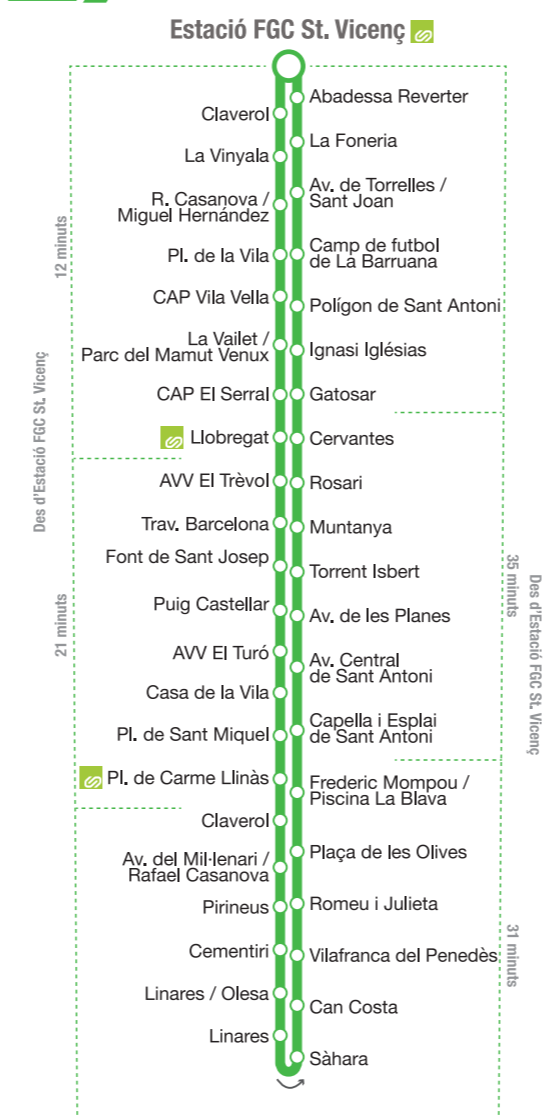 Estació FGC St. Vicenç
Claverol
La Vinyala
R. Casanova /
Miguel Hernández
Pl. de la Vila
CAP Vila Vella
La Vailet /
Parc del Mamut Venux
CAP El Serral
Llobregat
AVV El Trèvol
Trav. Barcelona
Font de Sant Josep
Puig Castellar
AVV El Turó
Casa de la Vila
Pl. de Sant Miquel
Pl. de Carme Llinàs
Claverol
Av. del Mil·lenari /
Rafael Casanova
Pirineus
Cementiri
Linares / Olesa
Linares
Abadessa Reverter
La Foneria
Av. de Torrelles /
Sant Joan
Camp de futbol
de La Barruana
Polígon de Sant Antoni
Ignasi Iglésias
Gatosar
Cervantes
Rosari
Muntanya
Torrent Isbert
Av. de les Planes
Av. Central
de Sant Antoni
Capella i Esplai
de Sant Antoni
Frederic Mompou /
Piscina La Blava
Plaça de les Olives
Romeu i Julieta
Vilafranca del Penedès
Can Costa
Sàhara
12 minuts
21 minuts
Des d'Estació FGC St. Vicenç
35 minuts
31 minuts
Des d'Estació FGC St. Vicenç